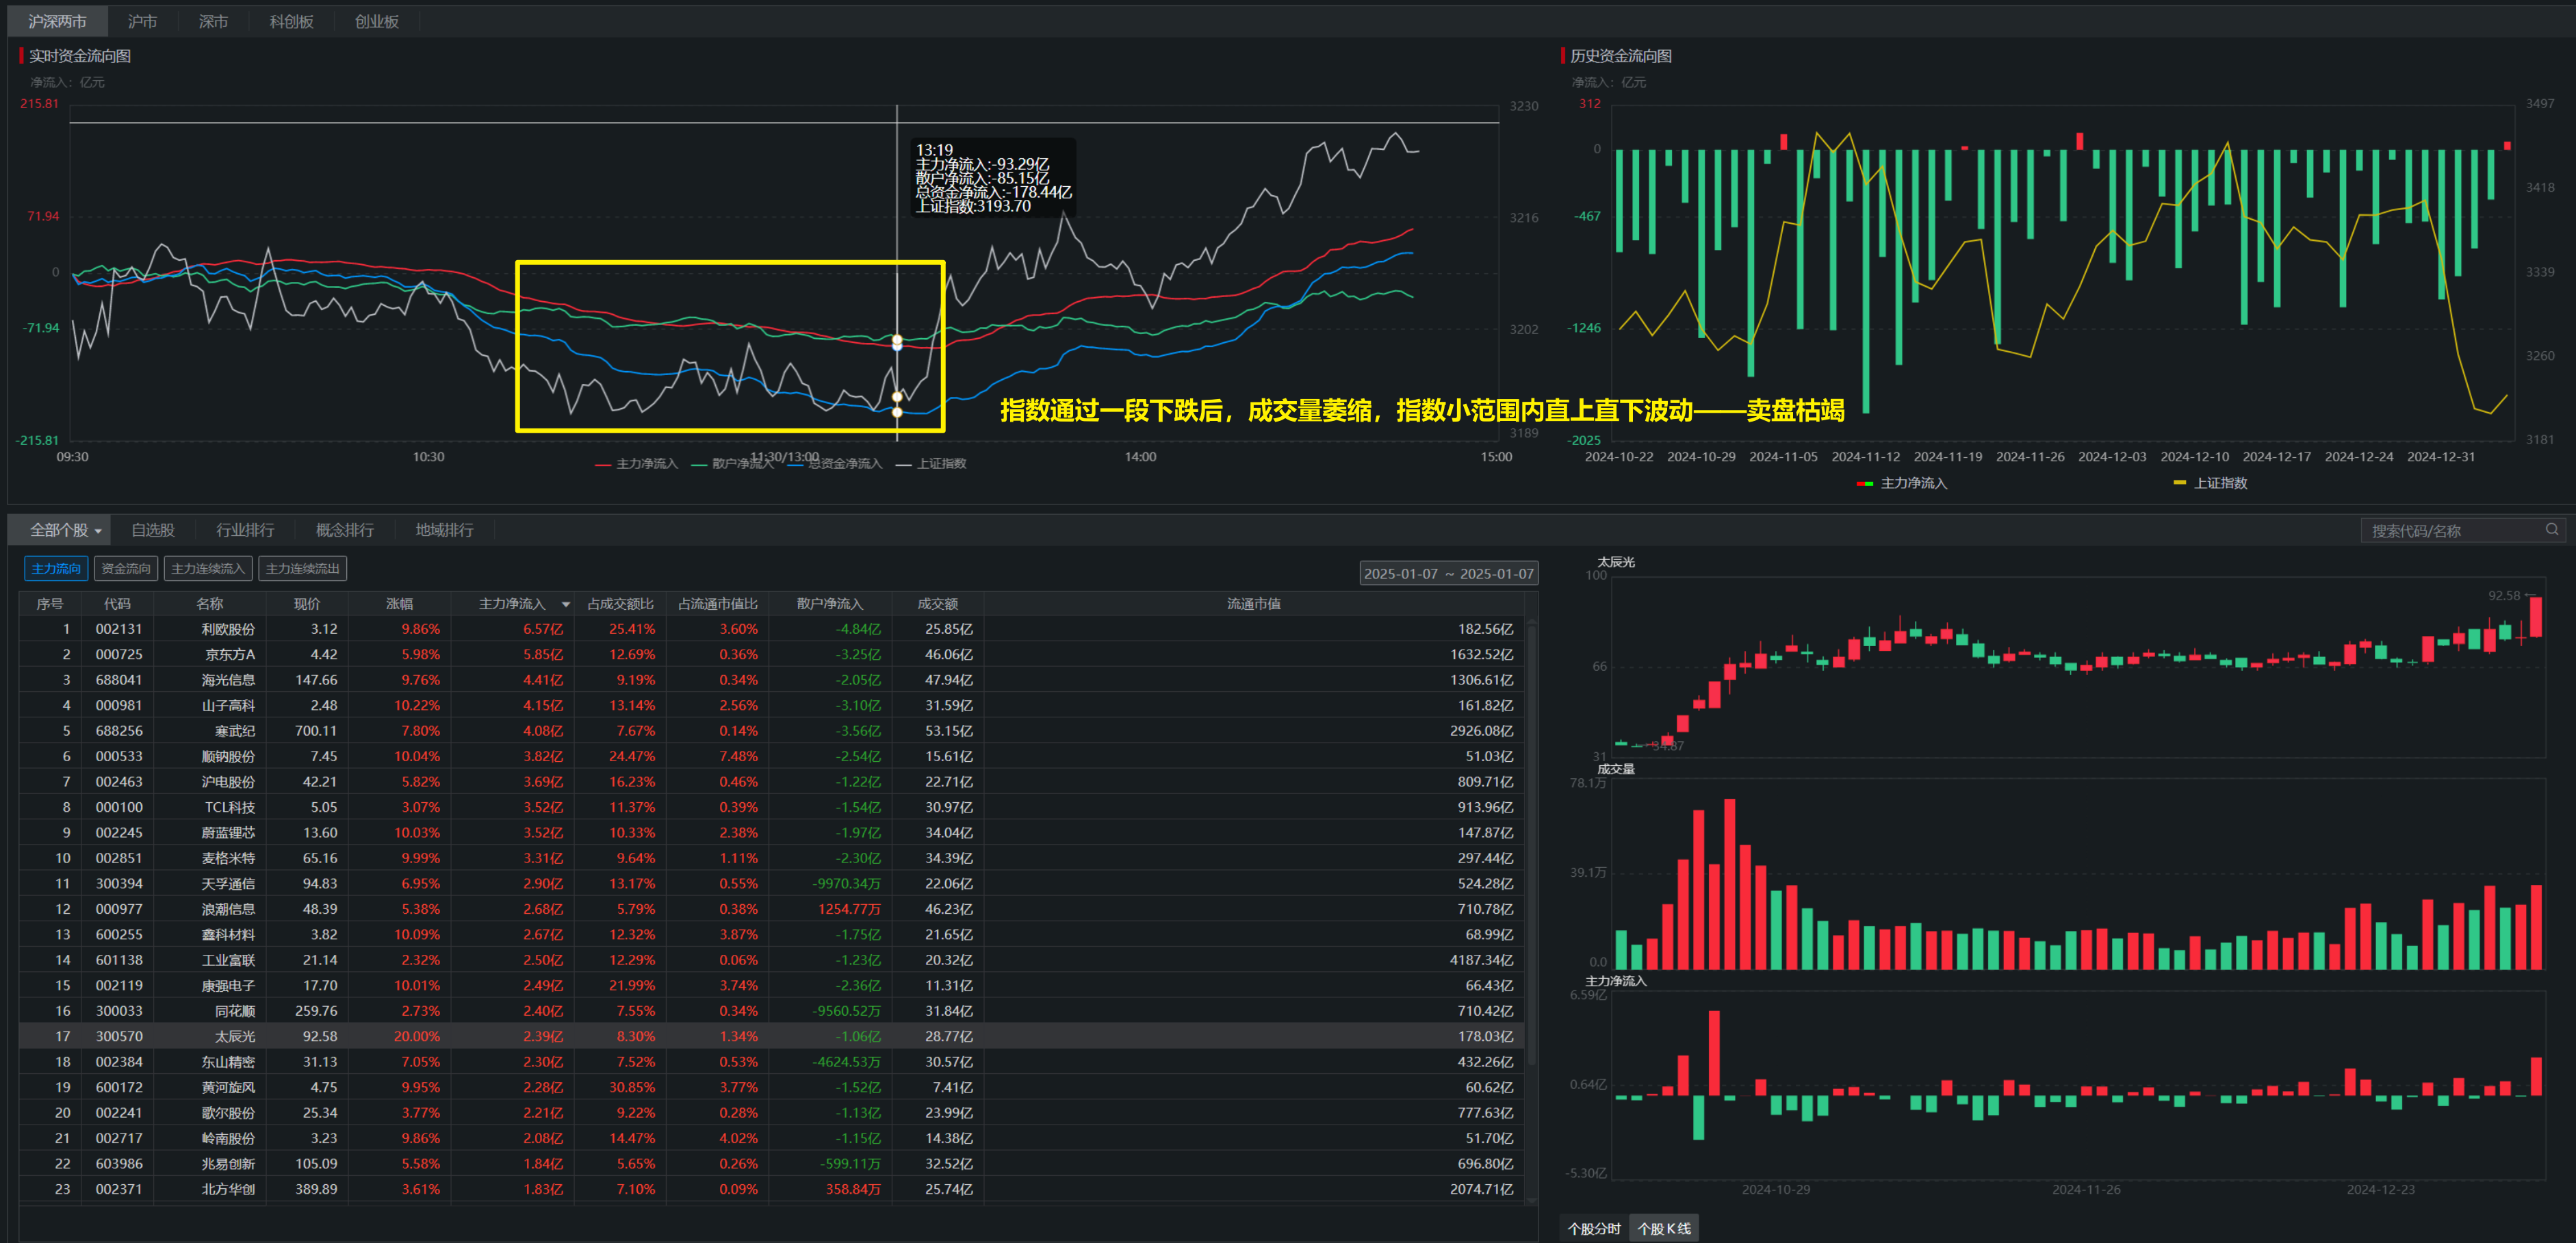 沪深两市 沪市 深市 科创板 创业板
实时资金流向图
净流入：亿元
215.81
71.94
0
-71.94
-215.81
3230
3216
3202
3189
13:19
主力净流入:-93.29亿
散户净流入:-85.15亿
总资金净流入:-178.44亿
上证指数:3193.70
指数通过一段下跌后，成交量萎缩，指数小范围内直上直下波动——卖盘枯竭
09:30 10:30 11:30/13:00 14:00 15:00
主力净流入 散户净流入 总资金净流入 上证指数
历史资金流向图
净流入：亿元
312
0
-467
-1246
-2025
3497
3418
3339
3260
3181
2024-10-22 2024-10-29 2024-11-05 2024-11-12 2024-11-19 2024-11-26 2024-12-03 2024-12-10 2024-12-17 2024-12-24 2024-12-31
主力净流入 上证指数
全部个股 自选股 行业排行 概念排行 地域排行
搜索代码/名称
主力流向 资金流向 主力连续流入 主力连续流出
2025-01-07 ~ 2025-01-07
序号 代码 名称 现价 涨幅 主力净流入 占成交额比 占流通市值比 散户净流入 成交额 流通市值
1 002131 利欧股份 3.12 9.86% 6.57亿 25.41% 3.60% -4.84亿 25.85亿 182.56亿
2 000725 京东方A 4.42 5.98% 5.85亿 12.69% 0.36% -3.25亿 46.06亿 1632.52亿
3 688041 海光信息 147.66 9.76% 4.41亿 9.19% 0.34% -2.05亿 47.94亿 1306.61亿
4 000981 山子高科 2.48 10.22% 4.15亿 13.14% 2.56% -3.10亿 31.59亿 161.82亿
5 688256 寒武纪 700.11 7.80% 4.08亿 7.67% 0.14% -3.56亿 53.15亿 2926.08亿
6 000533 顺钠股份 7.45 10.04% 3.82亿 24.47% 7.48% -2.54亿 15.61亿 51.03亿
7 002463 沪电股份 42.21 5.82% 3.69亿 16.23% 0.46% -1.22亿 22.71亿 809.71亿
8 000100 TCL科技 5.05 3.07% 3.52亿 11.37% 0.39% -1.54亿 30.97亿 913.96亿
9 002245 蔚蓝锂芯 13.60 10.03% 3.52亿 10.33% 2.38% -1.97亿 34.04亿 147.87亿
10 002851 麦格米特 65.16 9.99% 3.31亿 9.64% 1.11% -2.30亿 34.39亿 297.44亿
11 300394 天孚通信 94.83 6.95% 2.90亿 13.17% 0.55% -9970.34万 22.06亿 524.28亿
12 000977 浪潮信息 48.39 5.38% 2.68亿 5.79% 0.38% 1254.77万 46.23亿 710.78亿
13 600255 鑫科材料 3.82 10.09% 2.67亿 12.32% 3.87% -1.75亿 21.65亿 68.99亿
14 601138 工业富联 21.14 2.32% 2.50亿 12.29% 0.06% -1.23亿 20.32亿 4187.34亿
15 002119 康强电子 17.70 10.01% 2.49亿 21.99% 3.74% -2.36亿 11.31亿 66.43亿
16 300033 同花顺 259.76 2.73% 2.40亿 7.55% 0.34% -9560.52万 31.84亿 710.42亿
17 300570 太辰光 92.58 20.00% 2.39亿 8.30% 1.34% -1.06亿 28.77亿 178.03亿
18 002384 东山精密 31.13 7.05% 2.30亿 7.52% 0.53% -4624.53万 30.57亿 432.26亿
19 600172 黄河旋风 4.75 9.95% 2.28亿 30.85% 3.77% -1.52亿 7.41亿 60.62亿
20 002241 歌尔股份 25.34 3.77% 2.21亿 9.22% 0.28% -1.13亿 23.99亿 777.63亿
21 002717 岭南股份 3.23 9.86% 2.08亿 14.47% 4.02% -1.15亿 14.38亿 51.70亿
22 603986 兆易创新 105.09 5.58% 1.84亿 5.65% 0.26% -599.11万 32.52亿 696.80亿
23 002371 北方华创 389.89 3.61% 1.83亿 7.10% 0.09% 358.84万 25.74亿 2074.71亿
太辰光
100
92.58
66
34.87
31
成交量
78.1万
39.1万
0.0
主力净流入
6.59亿
0.64亿
-5.30亿
2024-10-29 2024-11-26 2024-12-23
个股分时 个股K线